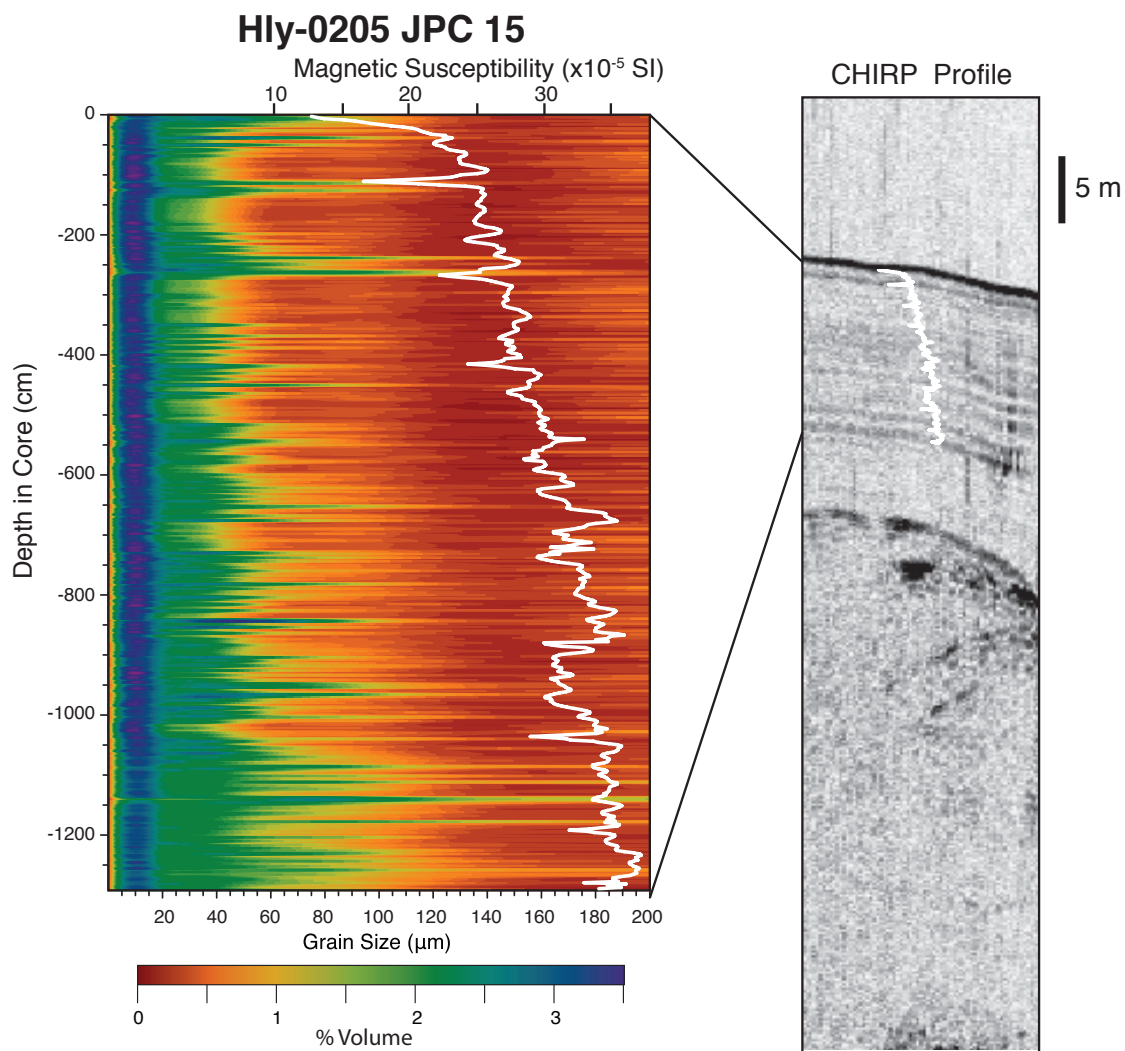 Hly-0205 JPC 15
Magnetic Susceptibility (x10⁻⁵ SI)
10 20 30
CHIRP Profile
5 m
Depth in Core (cm)
0
-200
-400
-600
-800
-1000
-1200
20 40 60 80 100 120 140 160 180 200
Grain Size (µm)
0 1 2 3
% Volume